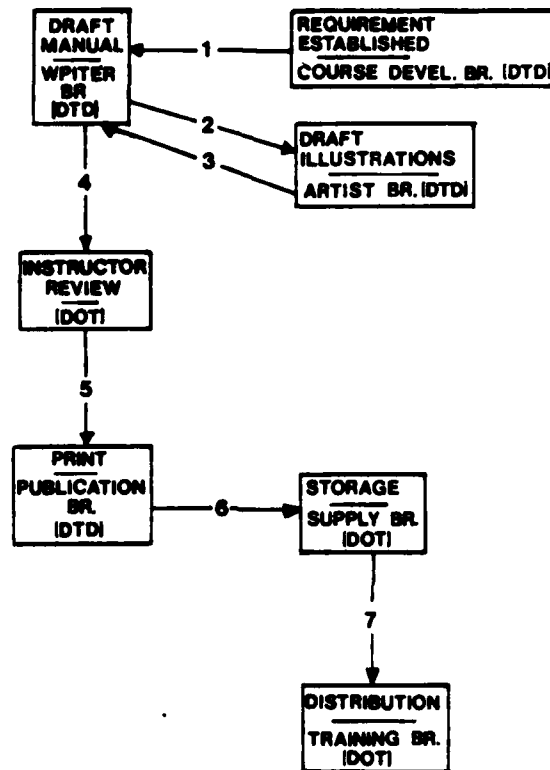 DRAFT
MANUAL
WPITER
BR
[DTD]
1
REQUIREMENT
ESTABLISHED
COURSE DEVEL. BR. [DTD]
2
3
DRAFT
ILLUSTRATIONS
ARTIST BR. [DTD]
4
INSTRUCTOR
REVIEW
[DOT]
5
PRINT
PUBLICATION
BR.
[DTD]
6
STORAGE
SUPPLY BR.
[DOT]
7
DISTRIBUTION
TRAINING BR.
[DOT]